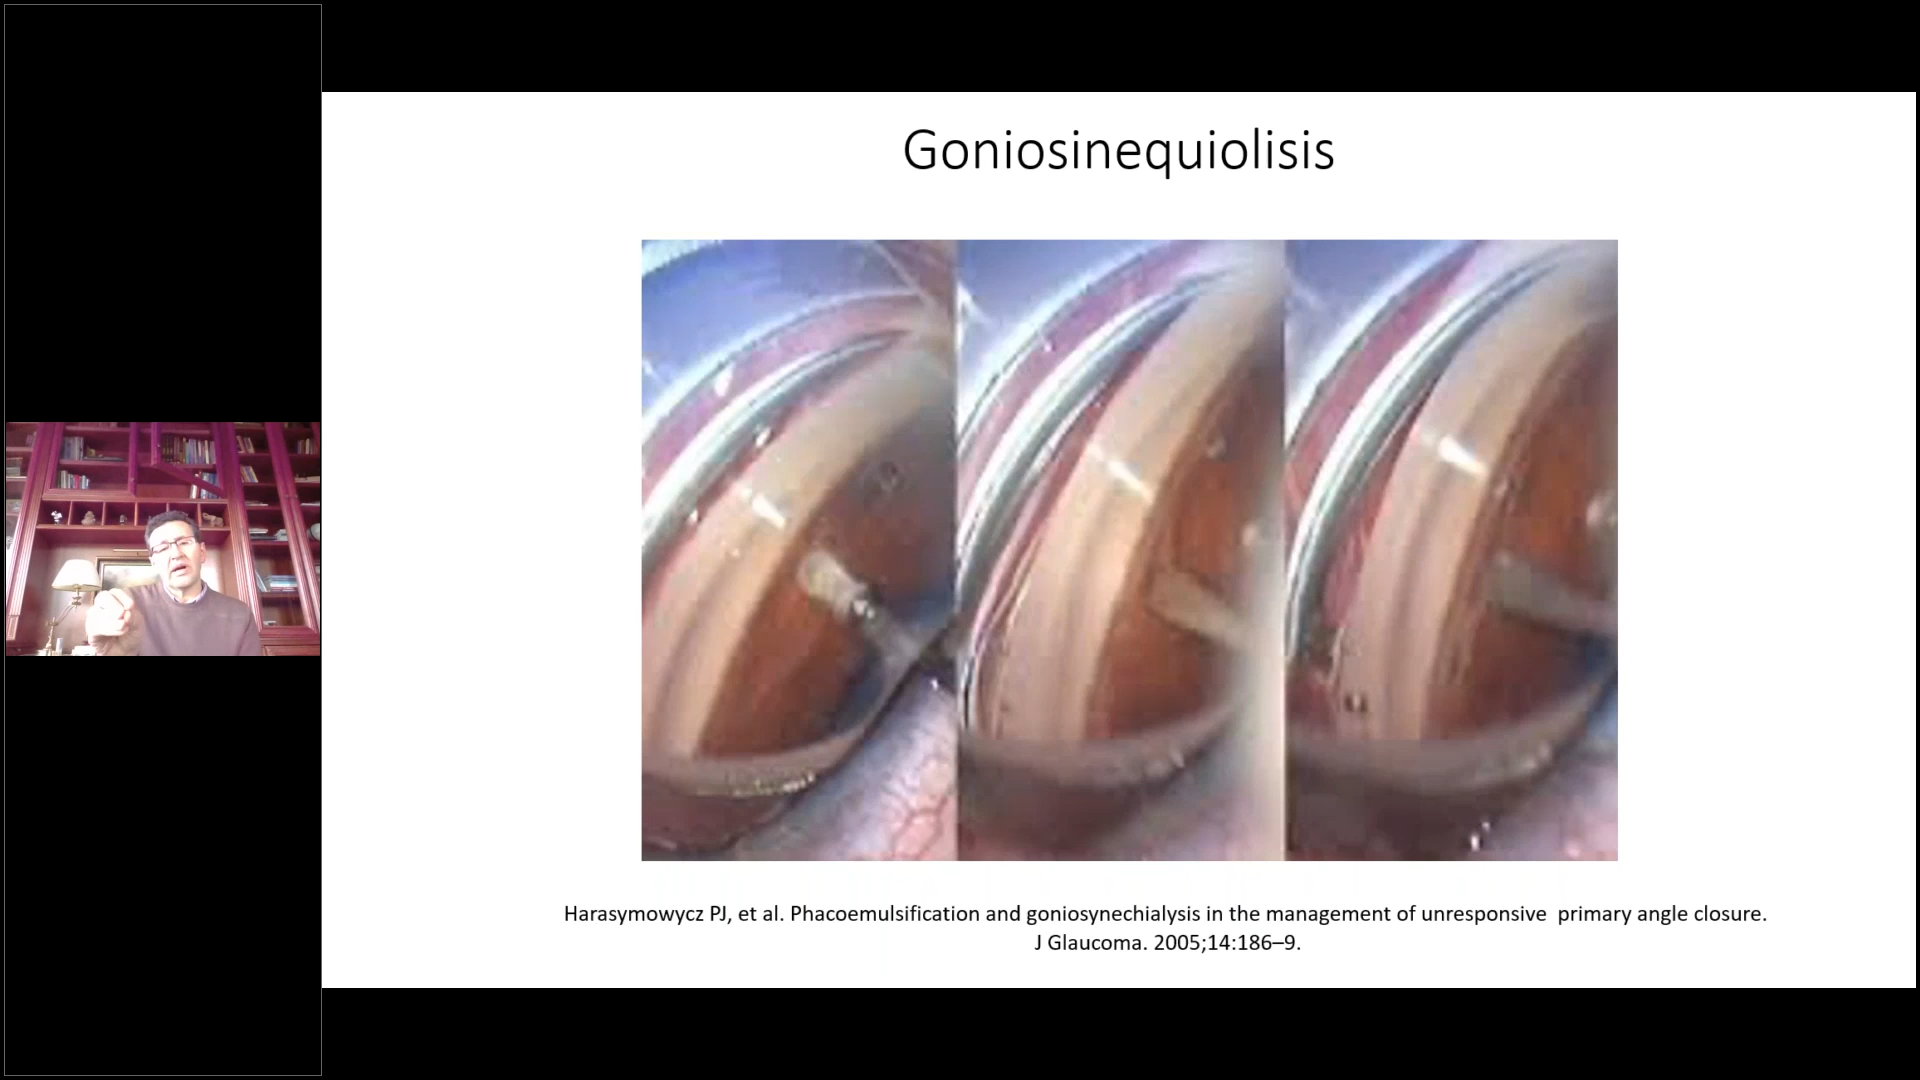 Goniosinequiolisis
Harasymowycz PJ, et al. Phacoemulsification and goniosynechialysis in the management of unresponsive  primary angle closure.
J Glaucoma. 2005;14:186–9.